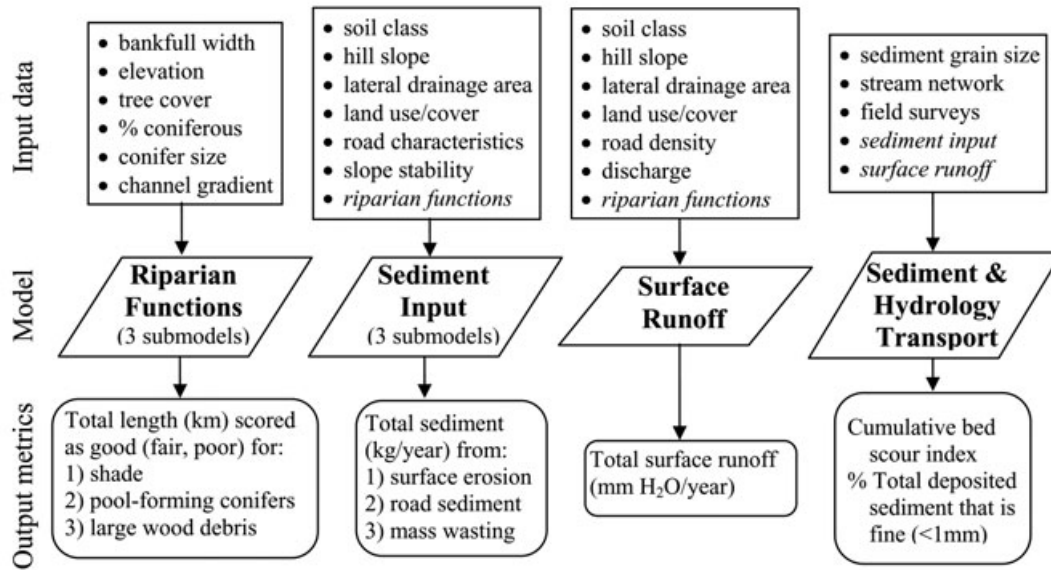 Input data
• bankfull width
• elevation
• tree cover
• % coniferous
• conifer size
• channel gradient
• soil class
• hill slope
• lateral drainage area
• land use/cover
• road characteristics
• slope stability
• riparian functions
• soil class
• hill slope
• lateral drainage area
• land use/cover
• road density
• discharge
• riparian functions
• sediment grain size
• stream network
• field surveys
• sediment input
• surface runoff
Model
Riparian
Functions
(3 submodels)
Sediment
Input
(3 submodels)
Surface
Runoff
Sediment &
Hydrology
Transport
Output metrics
Total length (km) scored
as good (fair, poor) for:
1) shade
2) pool-forming conifers
3) large wood debris
Total sediment
(kg/year) from:
1) surface erosion
2) road sediment
3) mass wasting
Total surface runoff
(mm H₂O/year)
Cumulative bed
scour index
% Total deposited
sediment that is
fine (<1mm)